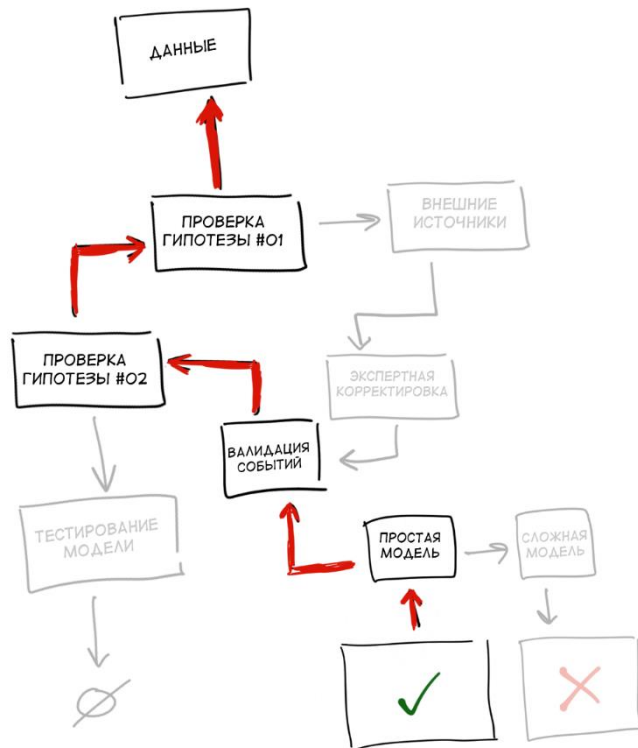 ДАННЫЕ
ПРОВЕРКА
ГИПОТЕЗЫ #01
ВНЕШНИЕ
ИСТОЧНИКИ
ПРОВЕРКА
ГИПОТЕЗЫ #02
ЭКСПЕРТНАЯ
КОРРЕКТИРОВКА
ВАЛИДАЦИЯ
СОБЫТИЙ
ТЕСТИРОВАНИЕ
МОДЕЛИ
ПРОСТАЯ
МОДЕЛЬ
СЛОЖНАЯ
МОДЕЛЬ